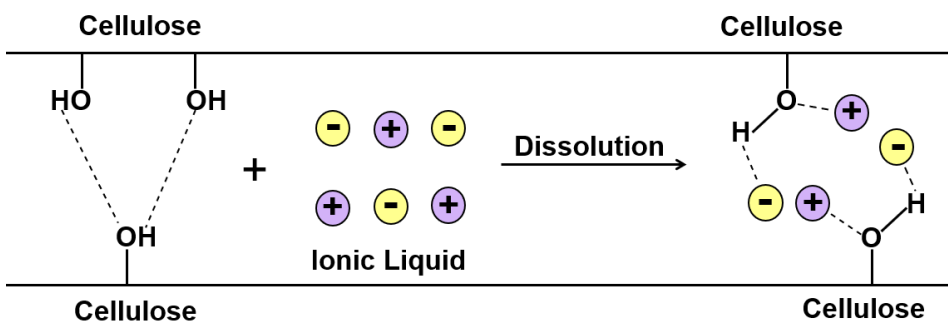 Cellulose
Cellulose
HO
OH
O
+
H
-
- + -
+
Dissolution
- +
H
+ - +
OH
O
Ionic Liquid
Cellulose
Cellulose